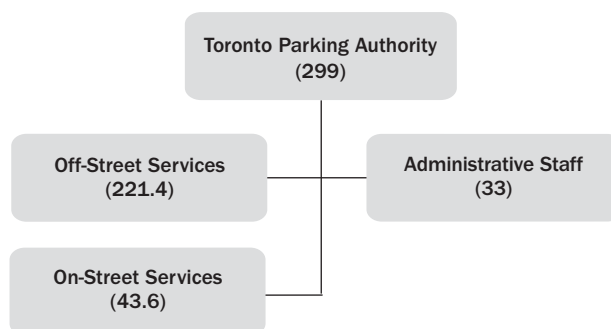 Toronto Parking Authority
(299)
Off-Street Services
(221.4)
Administrative Staff
(33)
On-Street Services
(43.6)